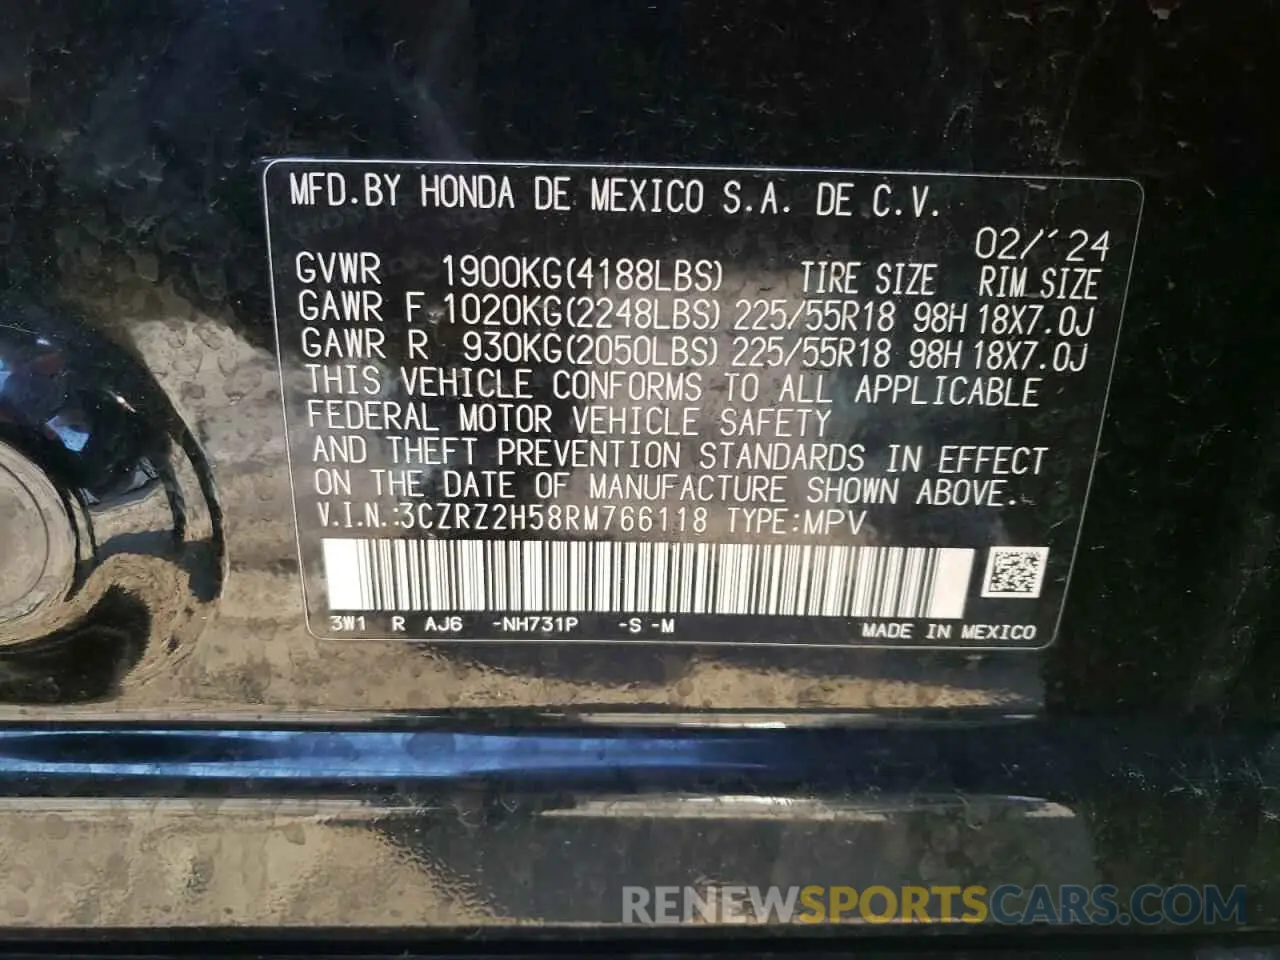 MFD.BY HONDA DE MEXICO S.A. DE C.V.
02/´24
GVWR 1900KG(4188LBS) TIRE SIZE RIM SIZE
GAWR F 1020KG(2248LBS) 225/55R18 98H 18X7.0J
GAWR R 930KG(2050LBS) 225/55R18 98H 18X7.0J
THIS VEHICLE CONFORMS TO ALL APPLICABLE
FEDERAL MOTOR VEHICLE SAFETY
AND THEFT PREVENTION STANDARDS IN EFFECT
ON THE DATE OF MANUFACTURE SHOWN ABOVE.
V.I.N.:3CZRZ2H58RM766118 TYPE:MPV
3W1 R AJ6 -NH731P -S -M MADE IN MEXICO
RENEWSPORTSCARS.COM